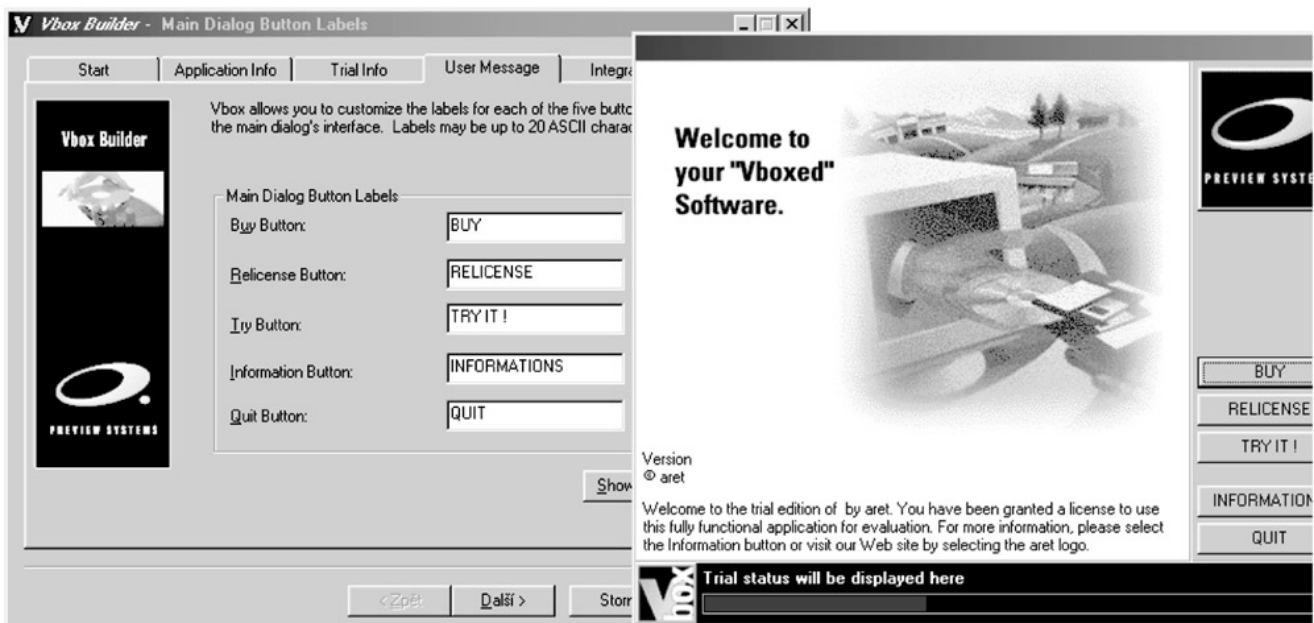 Vbox Builder - Main Dialog Button Labels
Start
Application Info
Trial Info
User Message
Vbox Builder
PREVIEW SYSTEMS
Vbox allows you to customize the labels for each of the five
the main dialog's interface. Labels may be up to 20 ASCII
Main Dialog Button Labels
Buy Button: BUY
Relicense Button: RELICENSE
Try Button: TRY IT !
Information Button: INFORMATIONS
Quit Button: QUIT
Show
< Zpět
Další >
Welcome to
your "Vboxed"
Software.
PREVIEW
BUY
RELICENSE
TRY IT !
INFORMATION
QUIT
Version
© aret
Welcome to the trial edition of by aret. You have been granted a license to use
this fully functional application for evaluation. For more information, please select
the Information button or visit our Web site by selecting the aret logo.
Vbox
Trial status will be displayed here